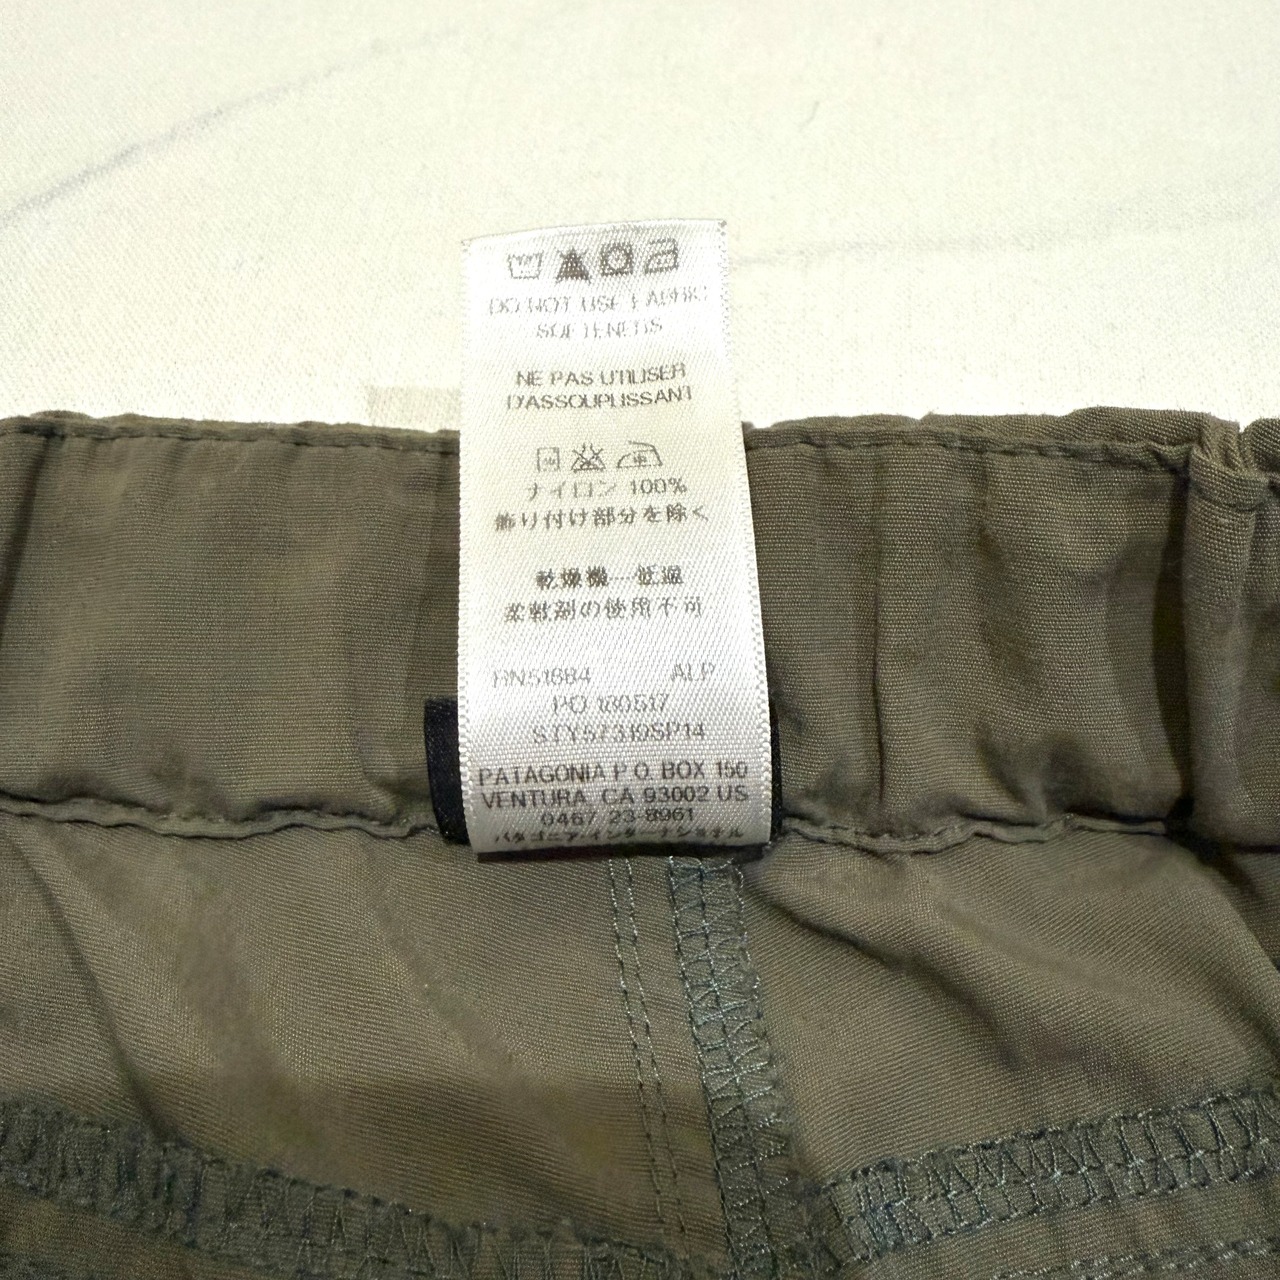 DO NOT USE FABRIC
SOFTENERS
NE PAS UTILISER
D'ASSOUPLISSANT
ナイロン 100%
飾り付け部分を除く
乾燥機―低温
柔軟剤の使用不可
RN51884 ALP
PO 180517
STY57319SP14
PATAGONIA P.O. BOX 150
VENTURA, CA 93002 US
0467 23-8961
パタゴニア・インターナショナル